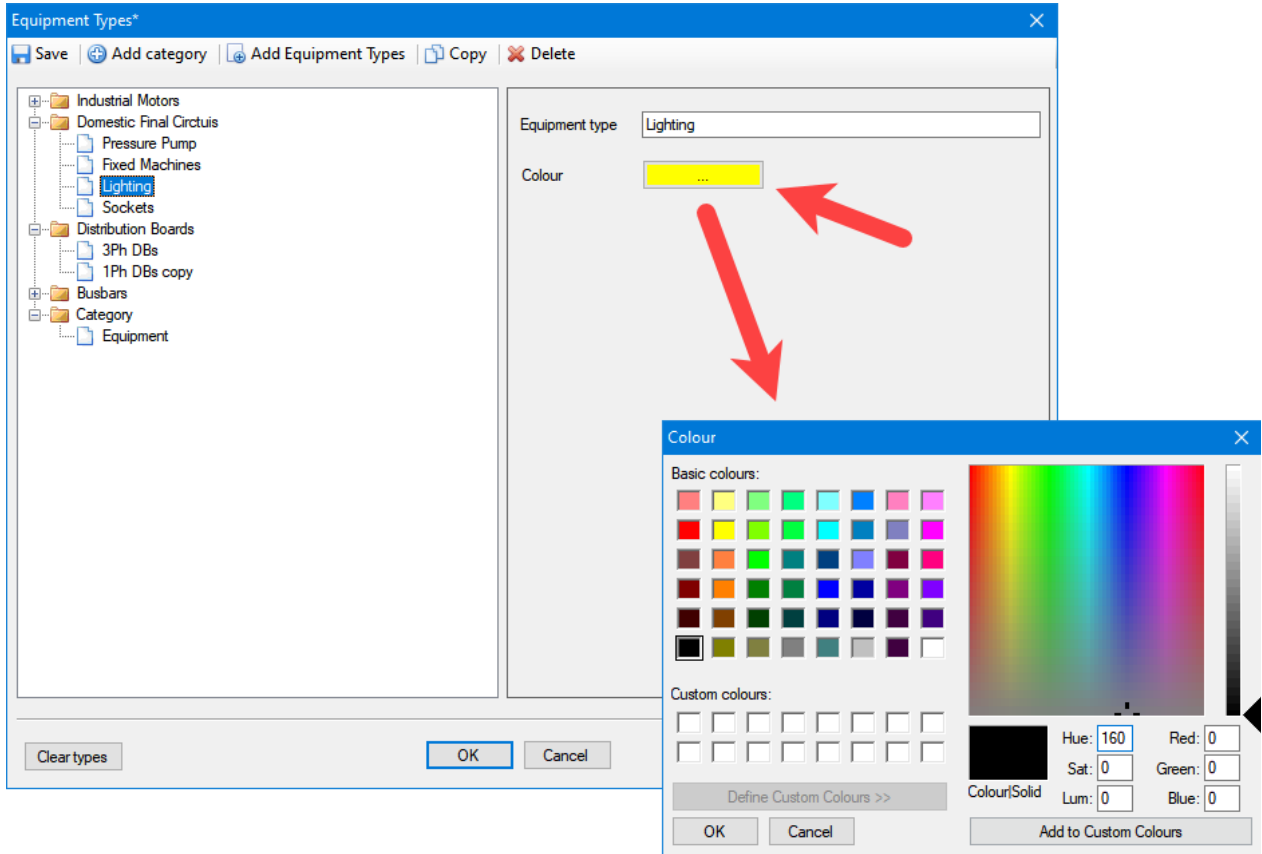 Equipment Types*
Save Add category Add Equipment Types Copy Delete
Industrial Motors
Domestic Final Circtuis
Pressure Pump
Fixed Machines
Lighting
Sockets
Distribution Boards
3Ph DBs
1Ph DBs copy
Busbars
Category
Equipment
Equipment type Lighting
Colour ...
Clear types OK Cancel
Colour
Basic colours:
Custom colours:
Define Custom Colours >>
OK Cancel
Colour|Solid
Hue: 160 Red: 0
Sat: 0 Green: 0
Lum: 0 Blue: 0
Add to Custom Colours